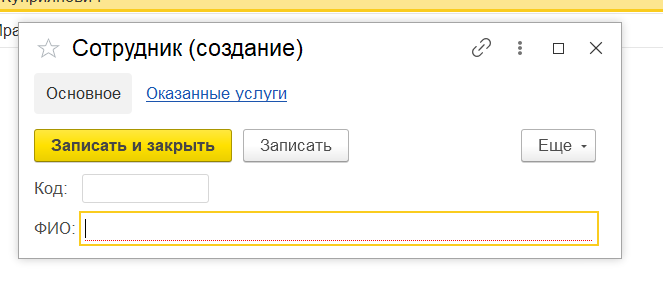 Сотрудник (создание)
Основное Оказанные услуги
Записать и закрыть Записать Еще
Код:
ФИО: